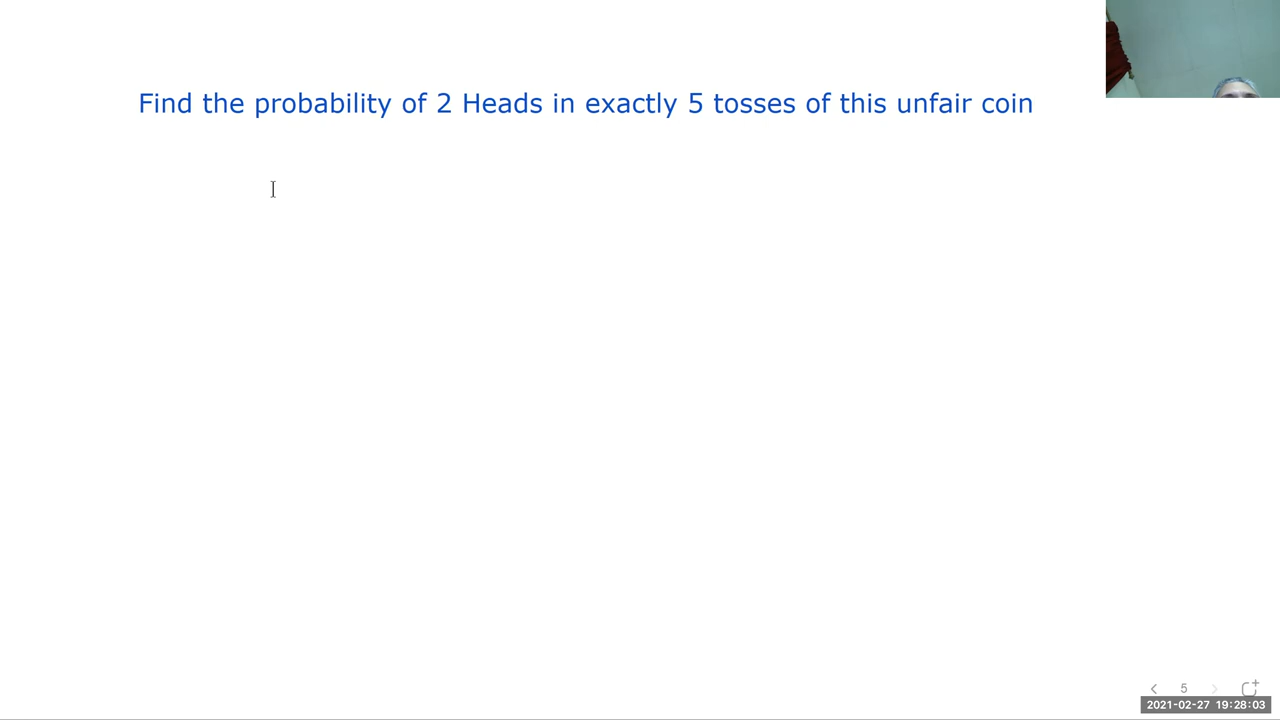 Find the probability of 2 Heads in exactly 5 tosses of this unfair coin
5
2021-02-27 19:28:03